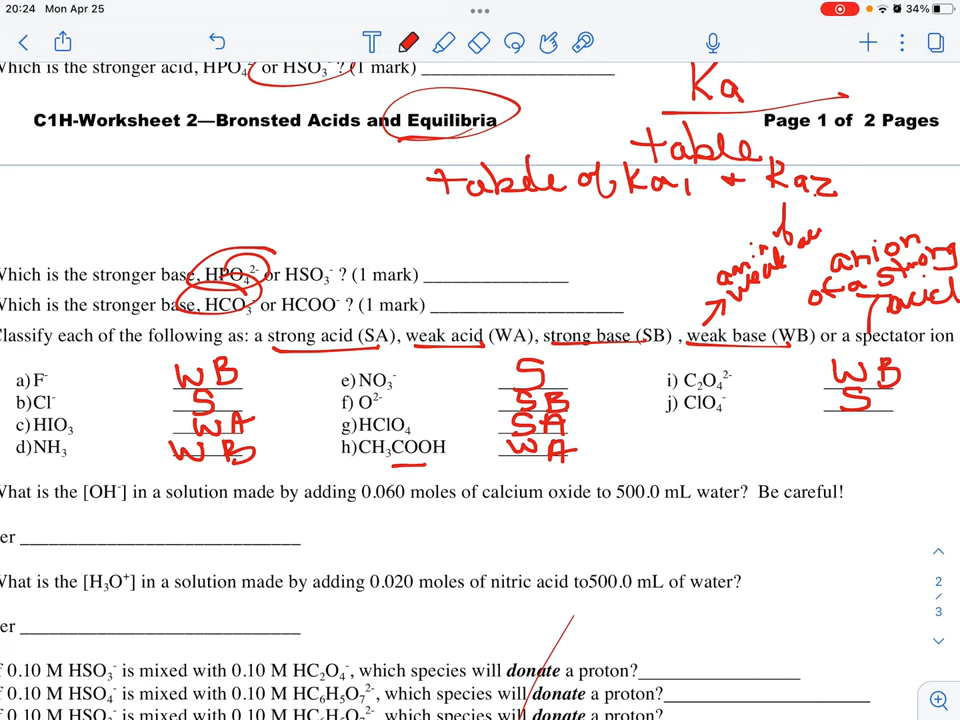 20:24 Mon Apr 25 34%
Which is the stronger acid, HPO₄⁻ or HSO₃⁻ ? (1 mark) ____________________
Ka
C1H-Worksheet 2—Bronsted Acids and Equilibria Page 1 of 2 Pages
table
table of Ka1 + Ka2
anion of a strong acid
Which is the stronger base, HPO₄²⁻ or HSO₃⁻ ? (1 mark) ____________________
Which is the stronger base, HCO₃⁻ or HCOO⁻ ? (1 mark) ____________________
Classify each of the following as: a strong acid (SA), weak acid (WA), strong base (SB) , weak base (WB) or a spectator ion
a) F⁻ WB e) NO₃⁻ S i) C₂O₄²⁻ WB
b) Cl⁻ S f) O²⁻ SB j) ClO₄⁻ S
c) HIO₃ WA g) HClO₄ SA
d) NH₃ WB h) CH₃COOH WA
What is the [OH⁻] in a solution made by adding 0.060 moles of calcium oxide to 500.0 mL water? Be careful!
er ____________________
What is the [H₃O⁺] in a solution made by adding 0.020 moles of nitric acid to500.0 mL of water?
er ____________________
f 0.10 M HSO₃⁻ is mixed with 0.10 M HC₂O₄⁻, which species will donate a proton?____________________
f 0.10 M HSO₄⁻ is mixed with 0.10 M HC₆H₅O₇²⁻, which species will donate a proton?____________________
2
/
3